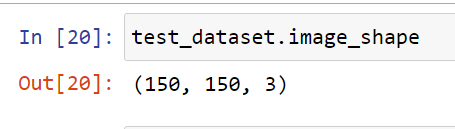 In [20]: test_dataset.image_shape
Out[20]: (150, 150, 3)